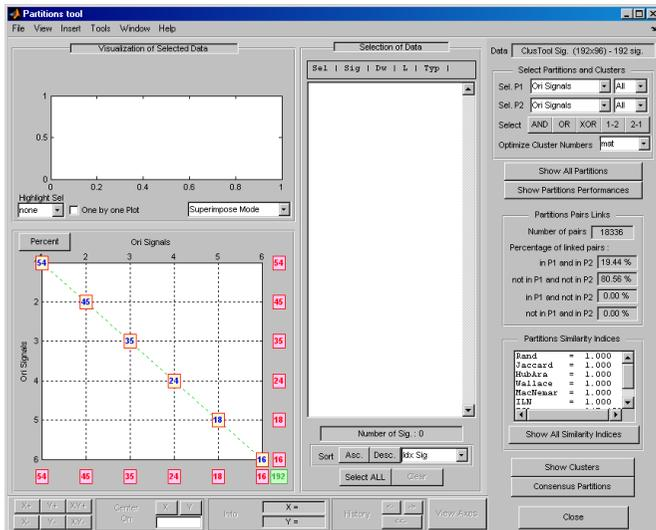 Partitions tool
File View Insert Tools Window Help
Visualization of Selected Data
1
0.5
0
0 0.2 0.4 0.6 0.8 1
Highlight Sel
none One by one Plot Superimpose Mode
Percent Ori Signals
1 2 3 4 5 6
54 54
2 45 45
Ori Signals
3 35 35
4 24 24
5 18 18
6 16 16
54 45 35 24 18 16 192
Selection of Data
Sel | Sig | Dw | L | Typ |
Number of Sig. : 0
Sort Asc. Desc. idx Sig
Select ALL Clear
Data ClusTool Sig. (192x96) - 192 sig.
Select Partitions and Clusters
Sel. P1 Ori Signals All
Sel. P2 Ori Signals All
Select AND OR XOR 1-2 2-1
Optimize Cluster Numbers mat
Show All Partitions
Show Partitions Performances
Partitions Pairs Links
Number of pairs 18336
Percentage of linked pairs :
in P1 and in P2 19.44 %
not in P1 and not in P2 80.56 %
in P1 and not in P2 0.00 %
not in P1 and in P2 0.00 %
Partitions Similarity Indices
Rand = 1.000
Jaccard = 1.000
HubAra = 1.000
Wallace = 1.000
MacNemar = 1.000
ILN = 1.000
Show All Similarity Indices
Show Clusters
Consensus Partitions
Close
X+ Y+ XY+
X- Y- XY-
Center On X Y
Info X =
Y =
History <- ->
<<-
View Axes